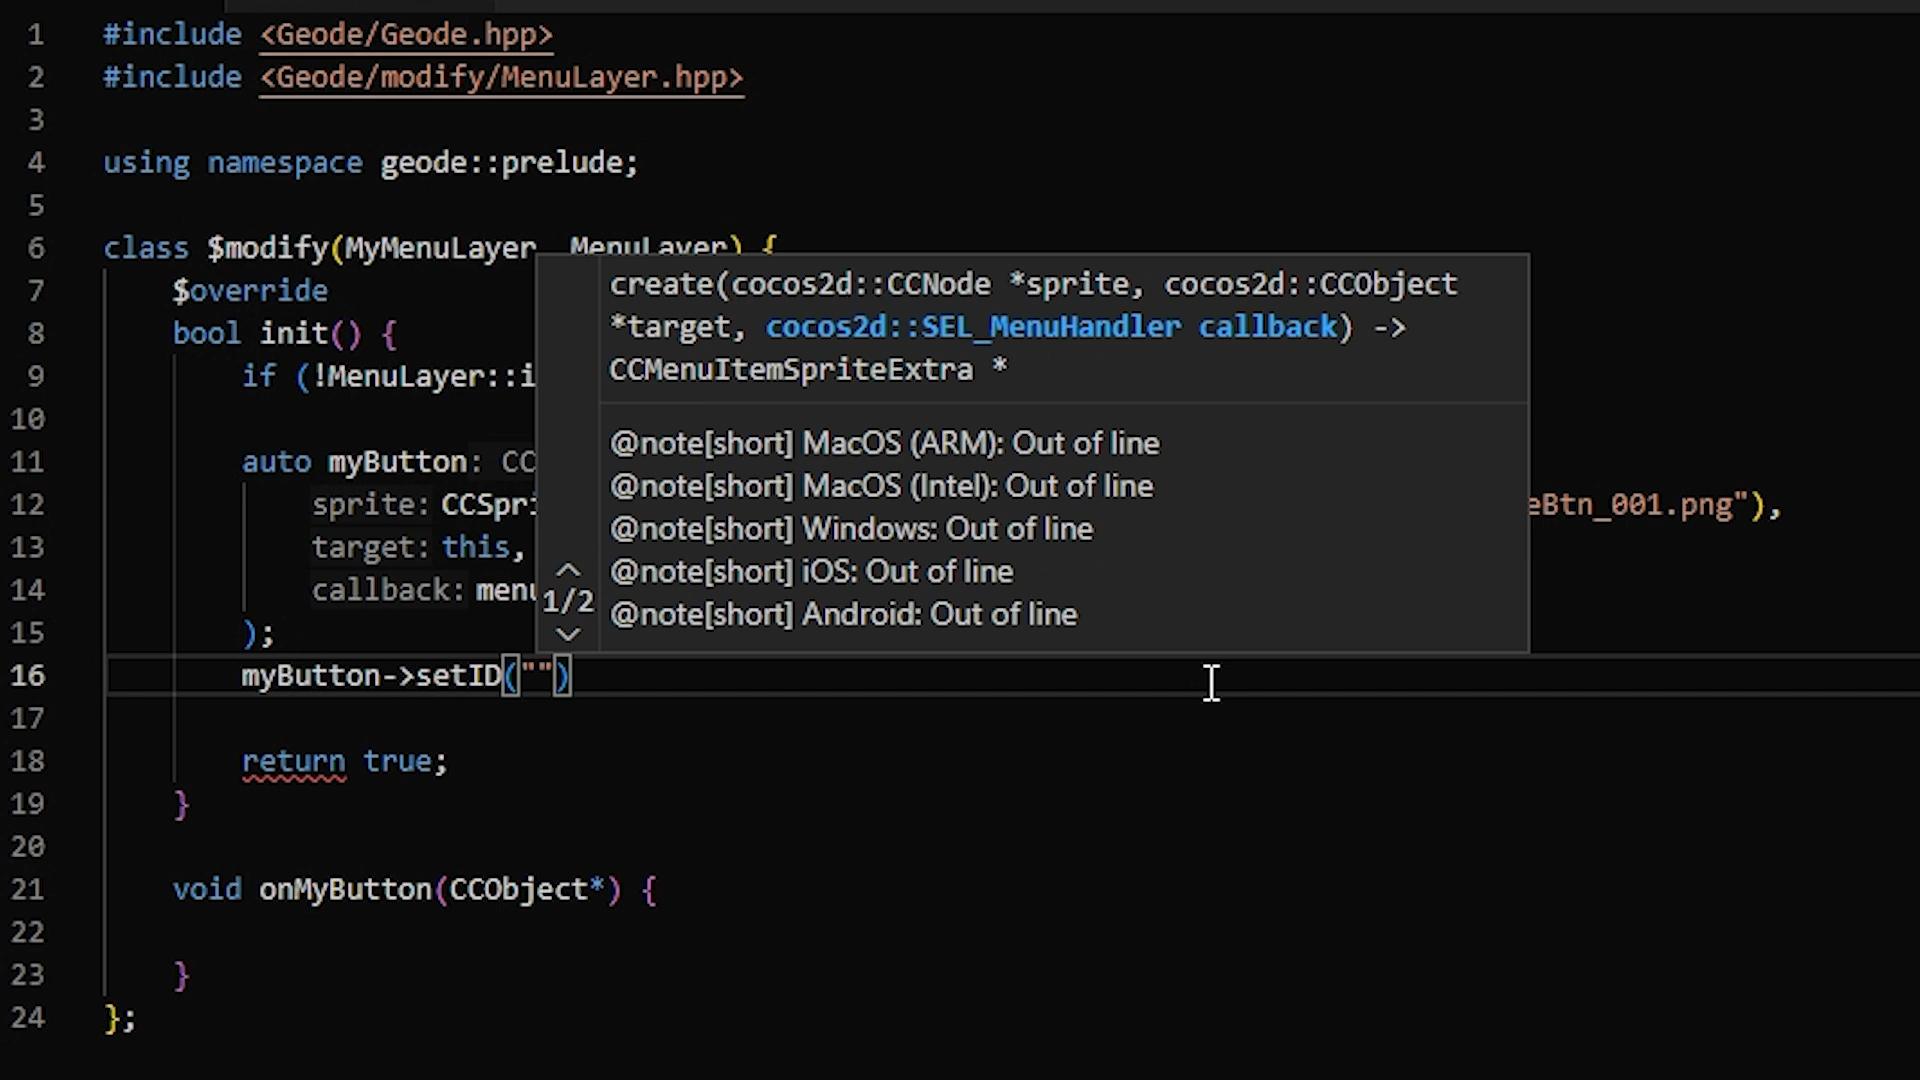 1 #include <Geode/Geode.hpp>
2 #include <Geode/modify/MenuLayer.hpp>
3
4 using namespace geode::prelude;
5
6 class $modify(MyMenuLayer MenuLayer) {
7 $override
8 bool init() {
9 if (!MenuLayer::i
10
11 auto myButton: CC
12 sprite: CCSpri eBtn_001.png"),
13 target: this,
14 callback: menu
15 );
16 myButton->setID("")
17
18 return true;
19 }
20
21 void onMyButton(CCObject*) {
22
23 }
24 };
create(cocos2d::CCNode *sprite, cocos2d::CCObject
*target, cocos2d::SEL_MenuHandler callback) ->
CCMenuItemSpriteExtra *
@note[short] MacOS (ARM): Out of line
@note[short] MacOS (Intel): Out of line
@note[short] Windows: Out of line
@note[short] iOS: Out of line
@note[short] Android: Out of line
1/2